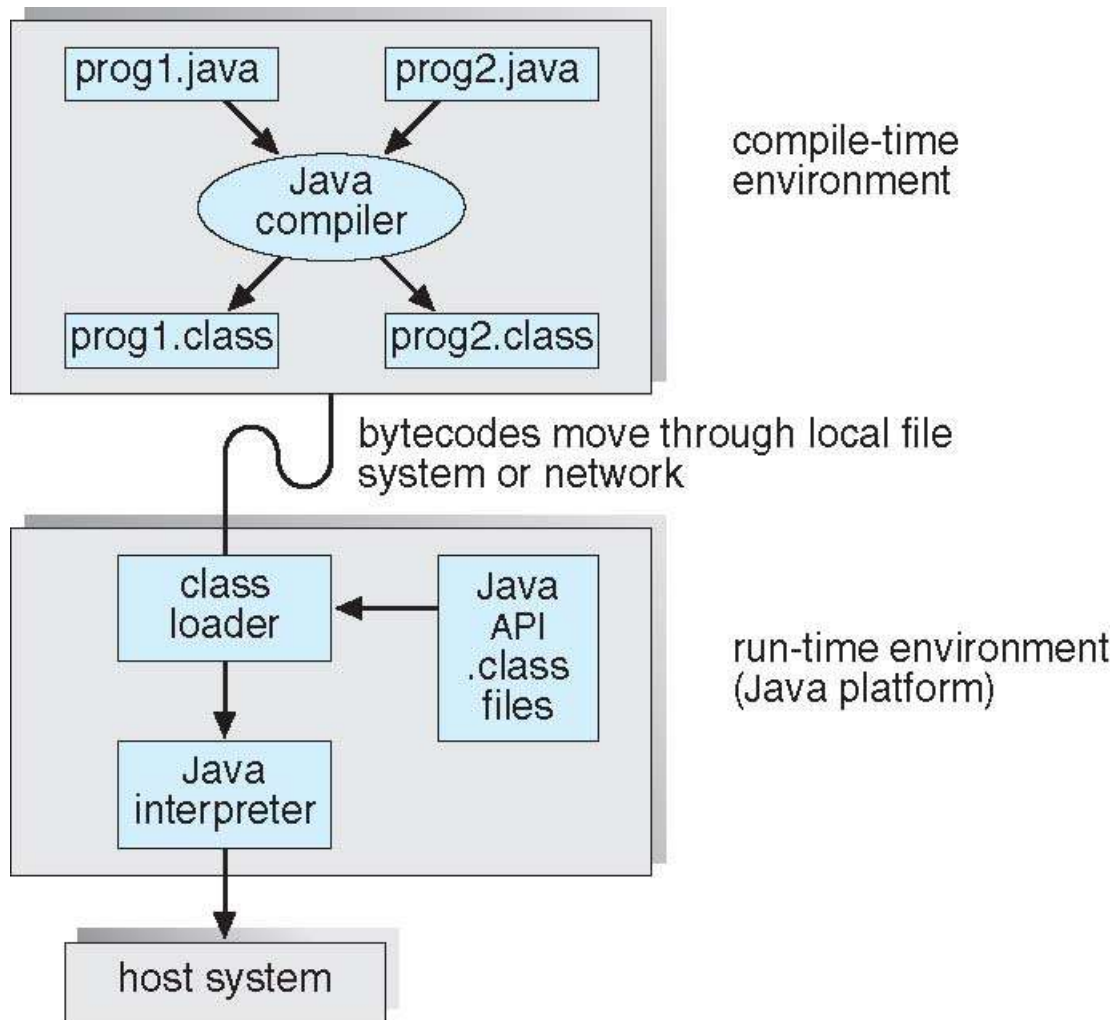 prog1.java
prog2.java
Java
compiler
prog1.class
prog2.class
compile-time
environment
bytecodes move through local file
system or network
class
loader
Java
API
.class
files
Java
interpreter
run-time environment
(Java platform)
host system